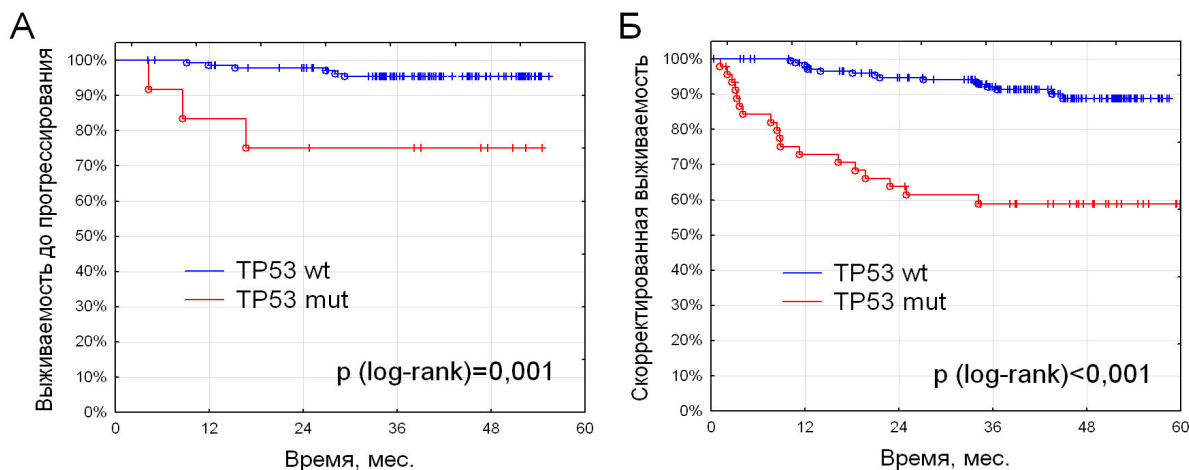 А
Выживаемость до прогрессирования
100%
90%
80%
70%
60%
50%
40%
30%
20%
10%
0%
TP53 wt
TP53 mut
p (log-rank)=0,001
0 12 24 36 48 60
Время, мес.
Б
Скорректированная выживаемость
100%
90%
80%
70%
60%
50%
40%
30%
20%
10%
0%
TP53 wt
TP53 mut
p (log-rank)<0,001
0 12 24 36 48 60
Время, мес.